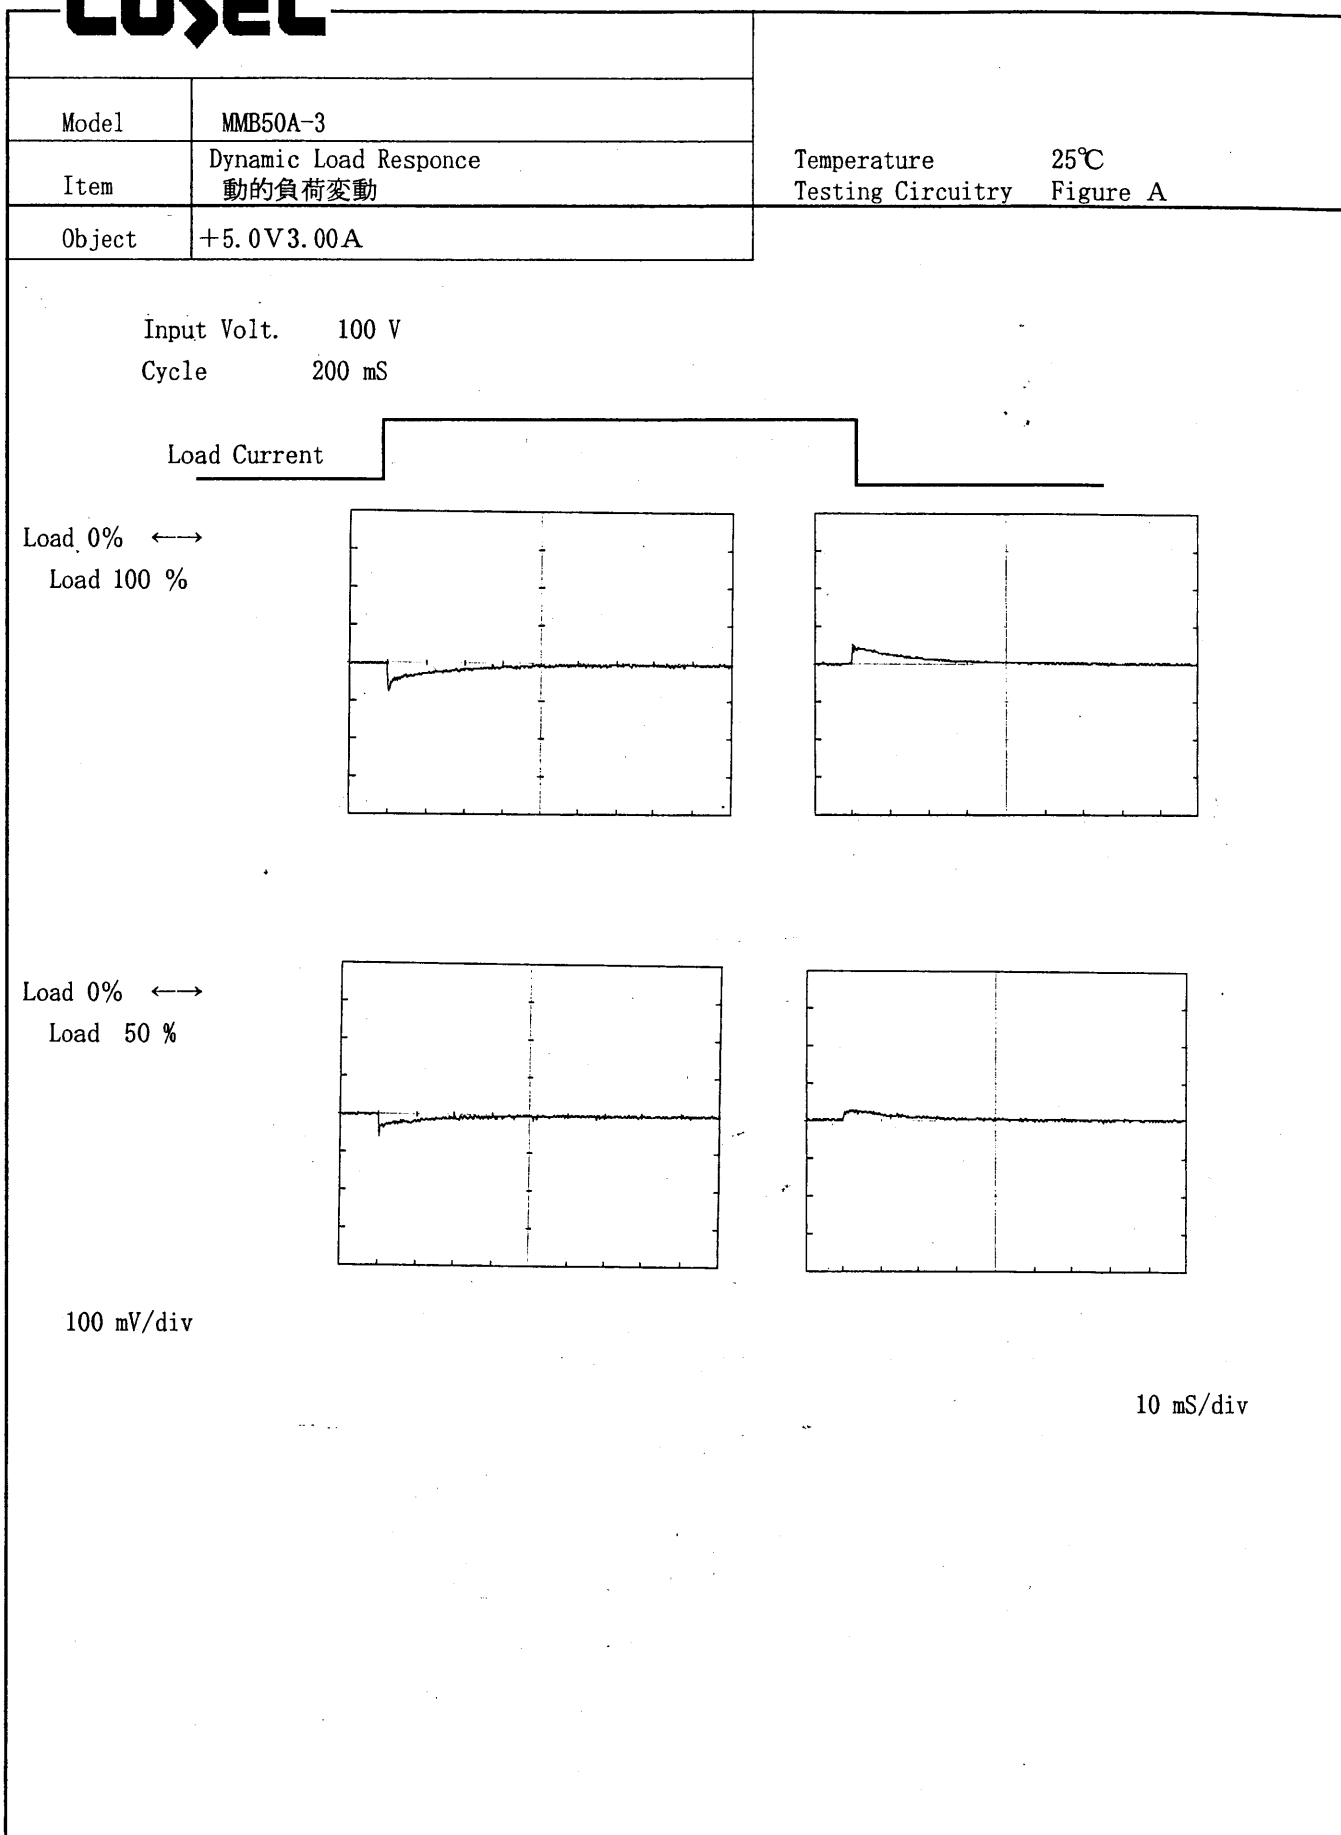 COSEL
Model MMB50A-3
Item Dynamic Load Responce
動的負荷変動
Temperature 25℃
Testing Circuitry Figure A
Object +5.0V3.00A
Input Volt. 100 V
Cycle 200 mS
Load Current
Load 0% ←→
Load 100 %
Load 0% ←→
Load 50 %
100 mV/div
10 mS/div